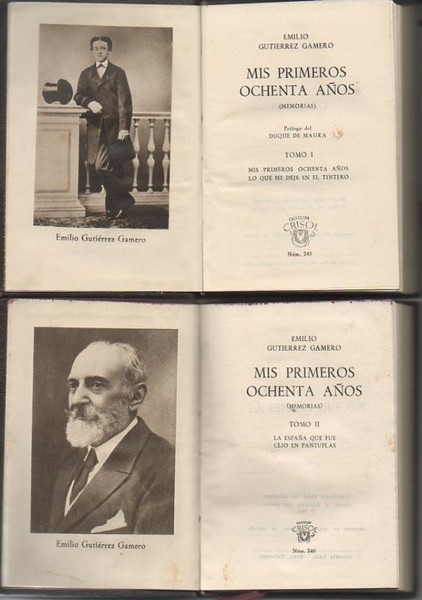 Emilio Gutiérrez Gamero
EMILIO
GUTIERREZ GAMERO
MIS PRIMEROS
OCHENTA AÑOS
(MEMORIAS)
Prólogo del
DUQUE DE MAURA
TOMO I
MIS PRIMEROS OCHENTA AÑOS
LO QUE ME DEJE EN EL TINTERO
COLECCION
CRISOL
Núm. 245
Emilio Gutiérrez Gamero
EMILIO
GUTIERREZ GAMERO
MIS PRIMEROS
OCHENTA AÑOS
(MEMORIAS)
TOMO II
LA ESPAÑA QUE FUE
CLIO EN PANTUFLAS
CRISOL
Núm. 246